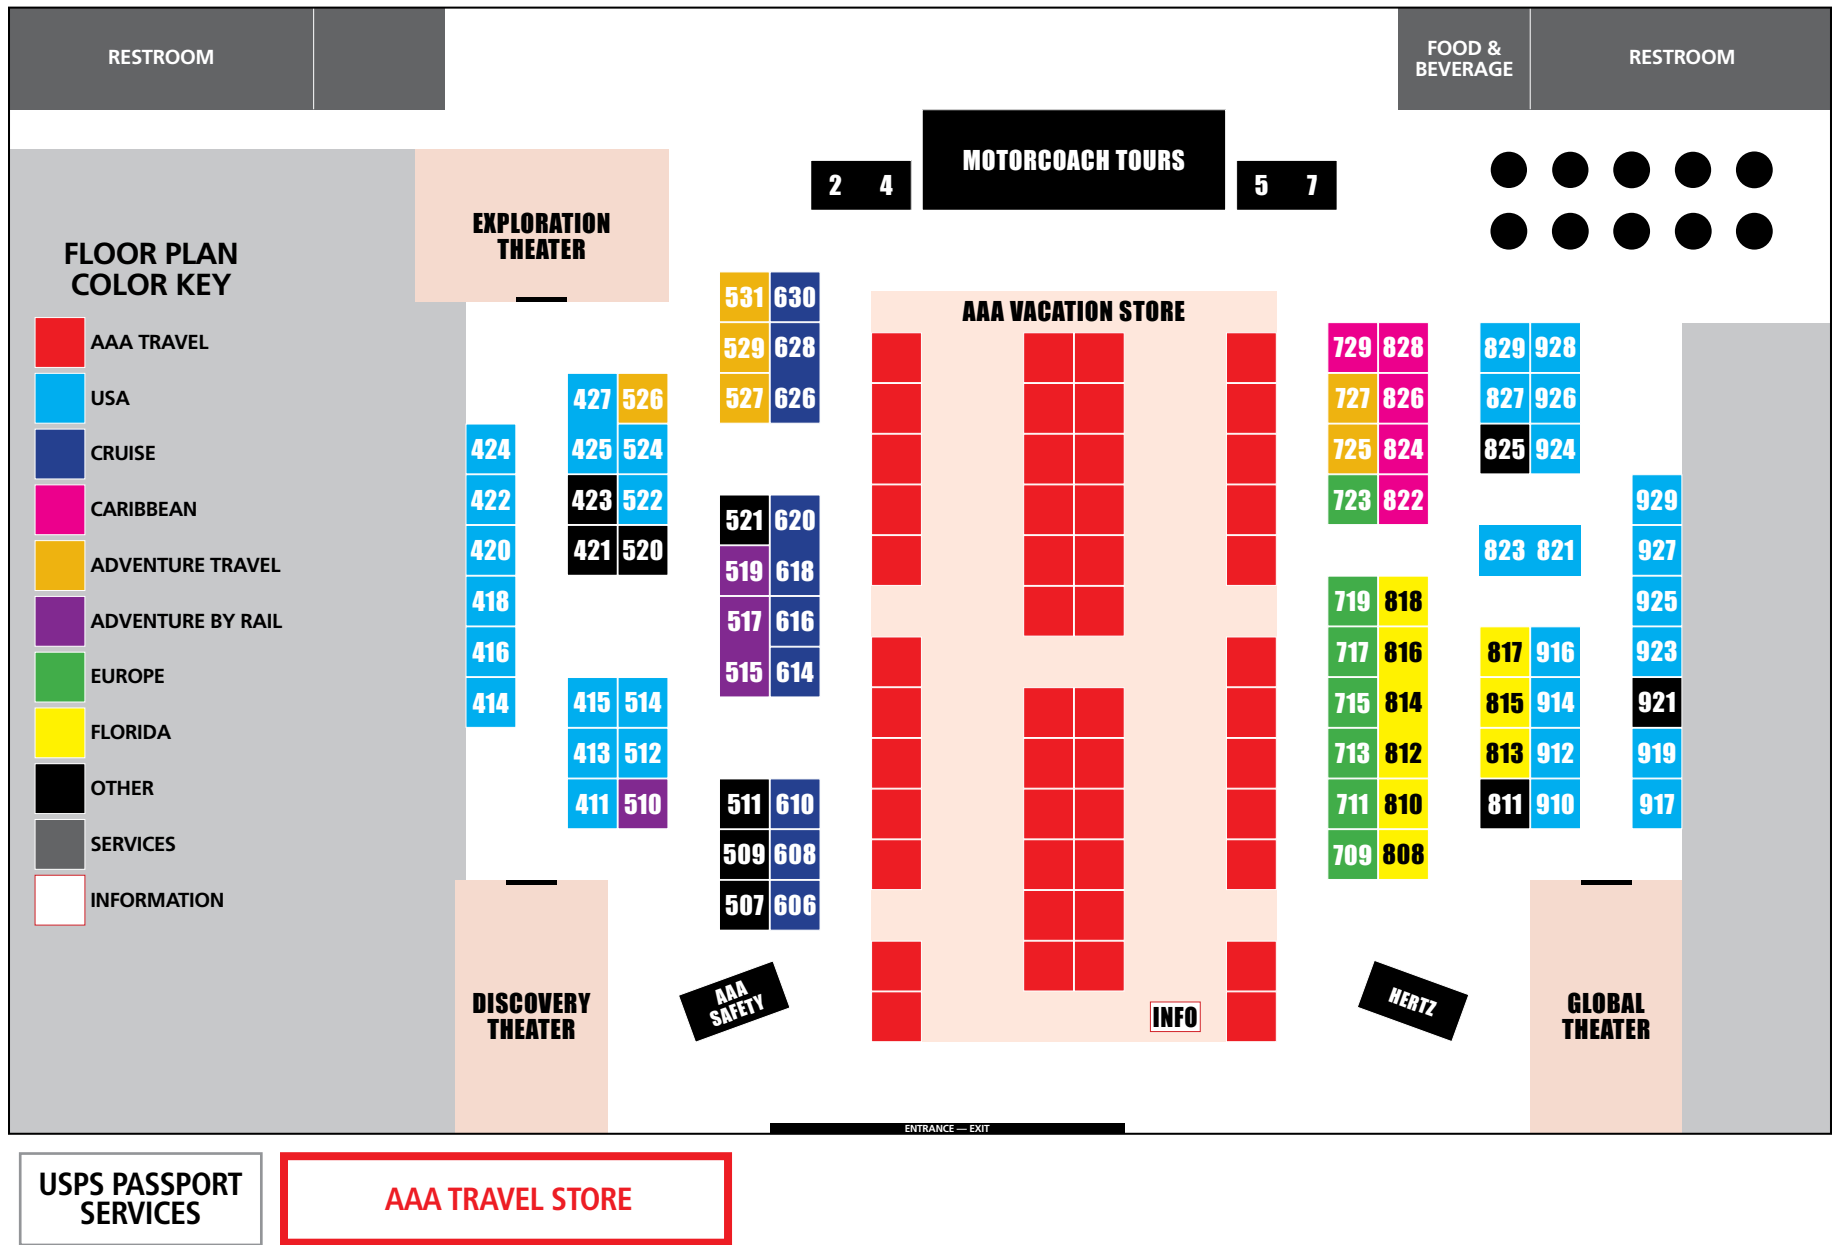 RESTROOM
FOOD &
BEVERAGE
RESTROOM
MOTORCOACH TOURS
2 4
5 7
EXPLORATION
THEATER
FLOOR PLAN
COLOR KEY
AAA TRAVEL
USA
CRUISE
CARIBBEAN
ADVENTURE TRAVEL
ADVENTURE BY RAIL
EUROPE
FLORIDA
OTHER
SERVICES
INFORMATION
424
422
420
418
416
414
427 526
425 524
423 522
421 520
415 514
413 512
411 510
531 630
529 628
527 626
521 620
519 618
517 616
515 614
511 610
509 608
507 606
AAA VACATION STORE
INFO
729 828
727 826
725 824
723 822
719 818
717 816
715 814
713 812
711 810
709 808
829 928
827 926
825 924
823 821
817 916
815 914
813 912
811 910
929
927
925
923
921
919
917
DISCOVERY
THEATER
AAA
SAFETY
HERTZ
GLOBAL
THEATER
ENTRANCE — EXIT
USPS PASSPORT
SERVICES
AAA TRAVEL STORE